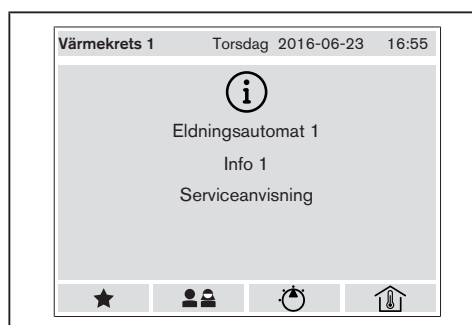 Värmekrets 1 Torsdag 2016-06-23 16:55
Eldningsautomat 1
Info 1
Serviceanvisning